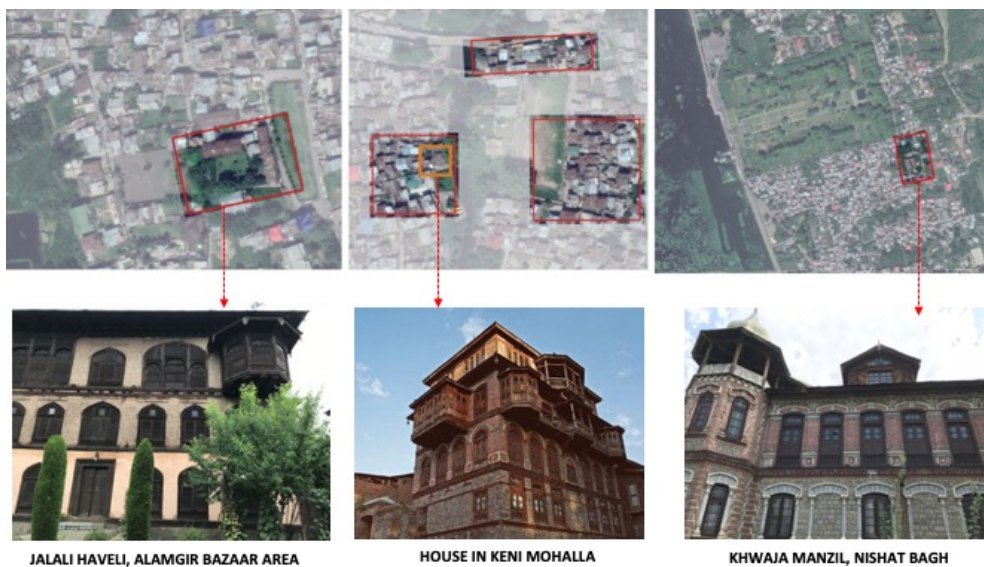 JALALI HAVELI, ALAMGIR BAZAAR AREA
HOUSE IN KENI MOHALLA
KHWAJA MANZIL, NISHAT BAGH